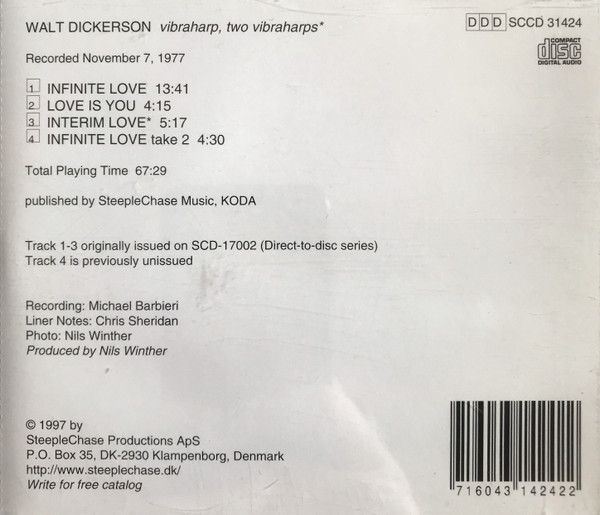 WALT DICKERSON vibraharp, two vibraharps*
DDD SCCD 31424
COMPACT
disc
DIGITAL AUDIO
Recorded November 7, 1977
1 INFINITE LOVE 13:41
2 LOVE IS YOU 4:15
3 INTERIM LOVE* 5:17
4 INFINITE LOVE take 2 4:30
Total Playing Time 67:29
published by SteepleChase Music, KODA
Track 1-3 originally issued on SCD-17002 (Direct-to-disc series)
Track 4 is previously unissued
Recording: Michael Barbieri
Liner Notes: Chris Sheridan
Photo: Nils Winther
Produced by Nils Winther
© 1997 by
SteepleChase Productions ApS
P.O. Box 35, DK-2930 Klampenborg, Denmark
http://www.steeplechase.dk/
Write for free catalog
7 16043 14242 2